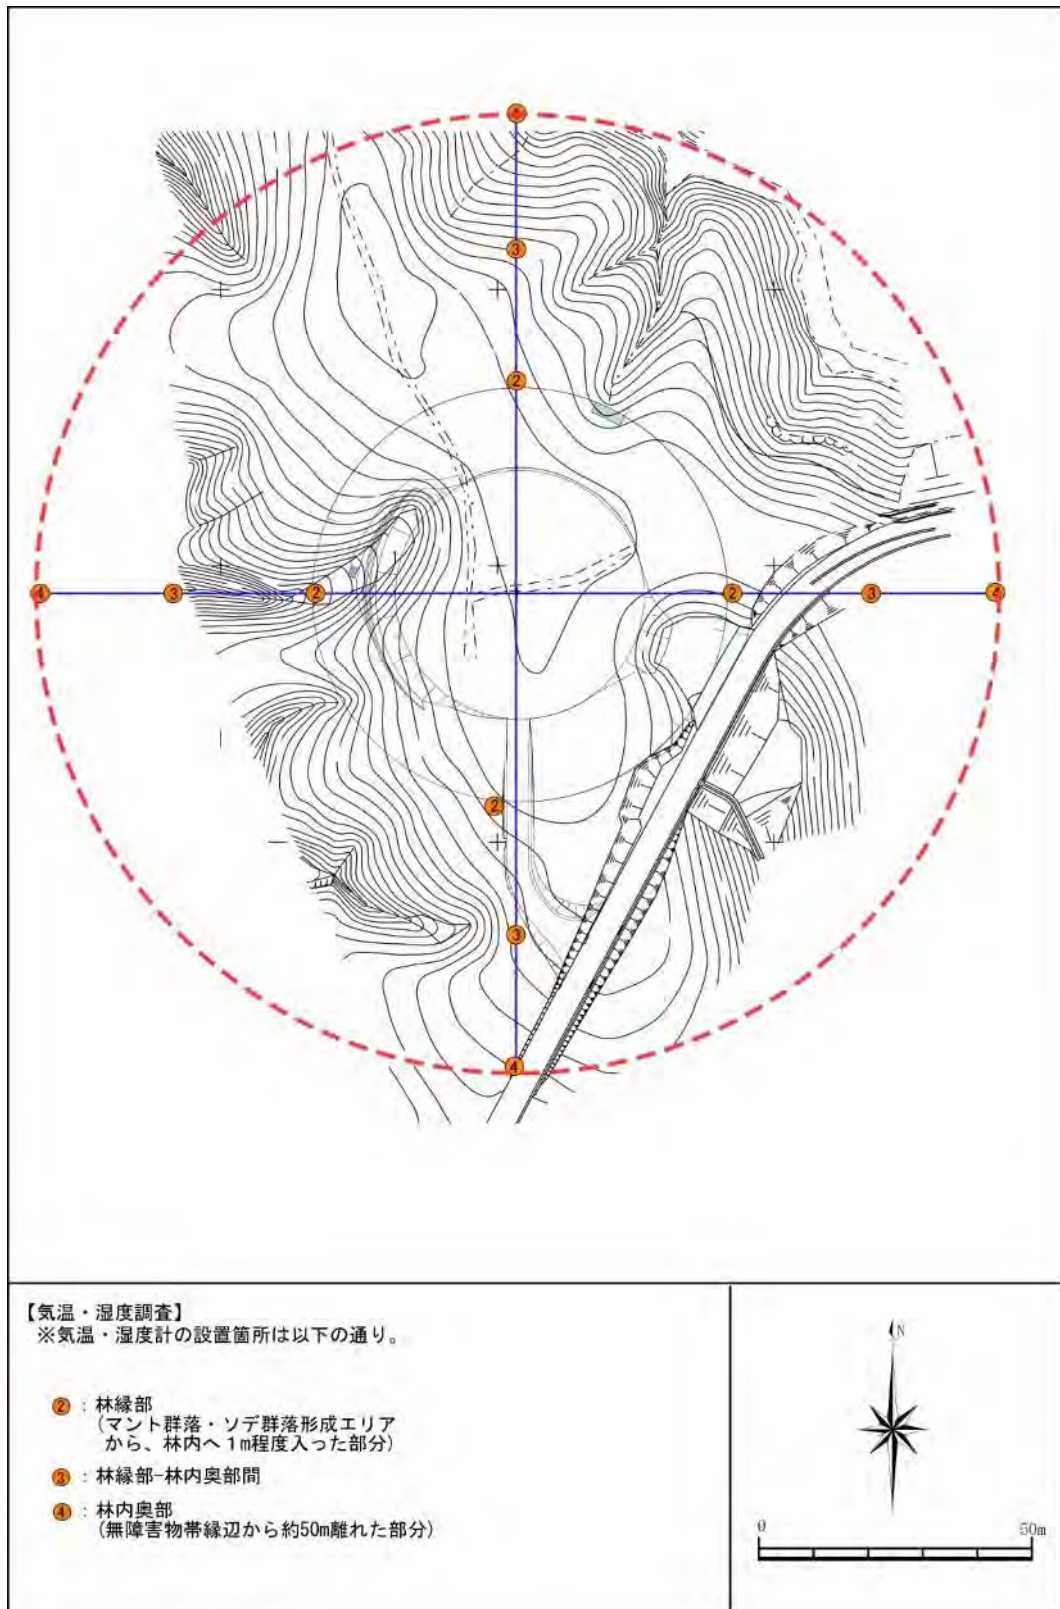 4
3
2
4
3
2
2
3
4
2
3
4
【気温・湿度調査】
※気温・湿度計の設置箇所は以下の通り。
② : 林縁部
(マント群落・ソデ群落形成エリア
から、林内へ1m程度入った部分)
③ : 林縁部-林内奥部間
④ : 林内奥部
(無障害物帯縁辺から約50m離れた部分)
N
0 50m